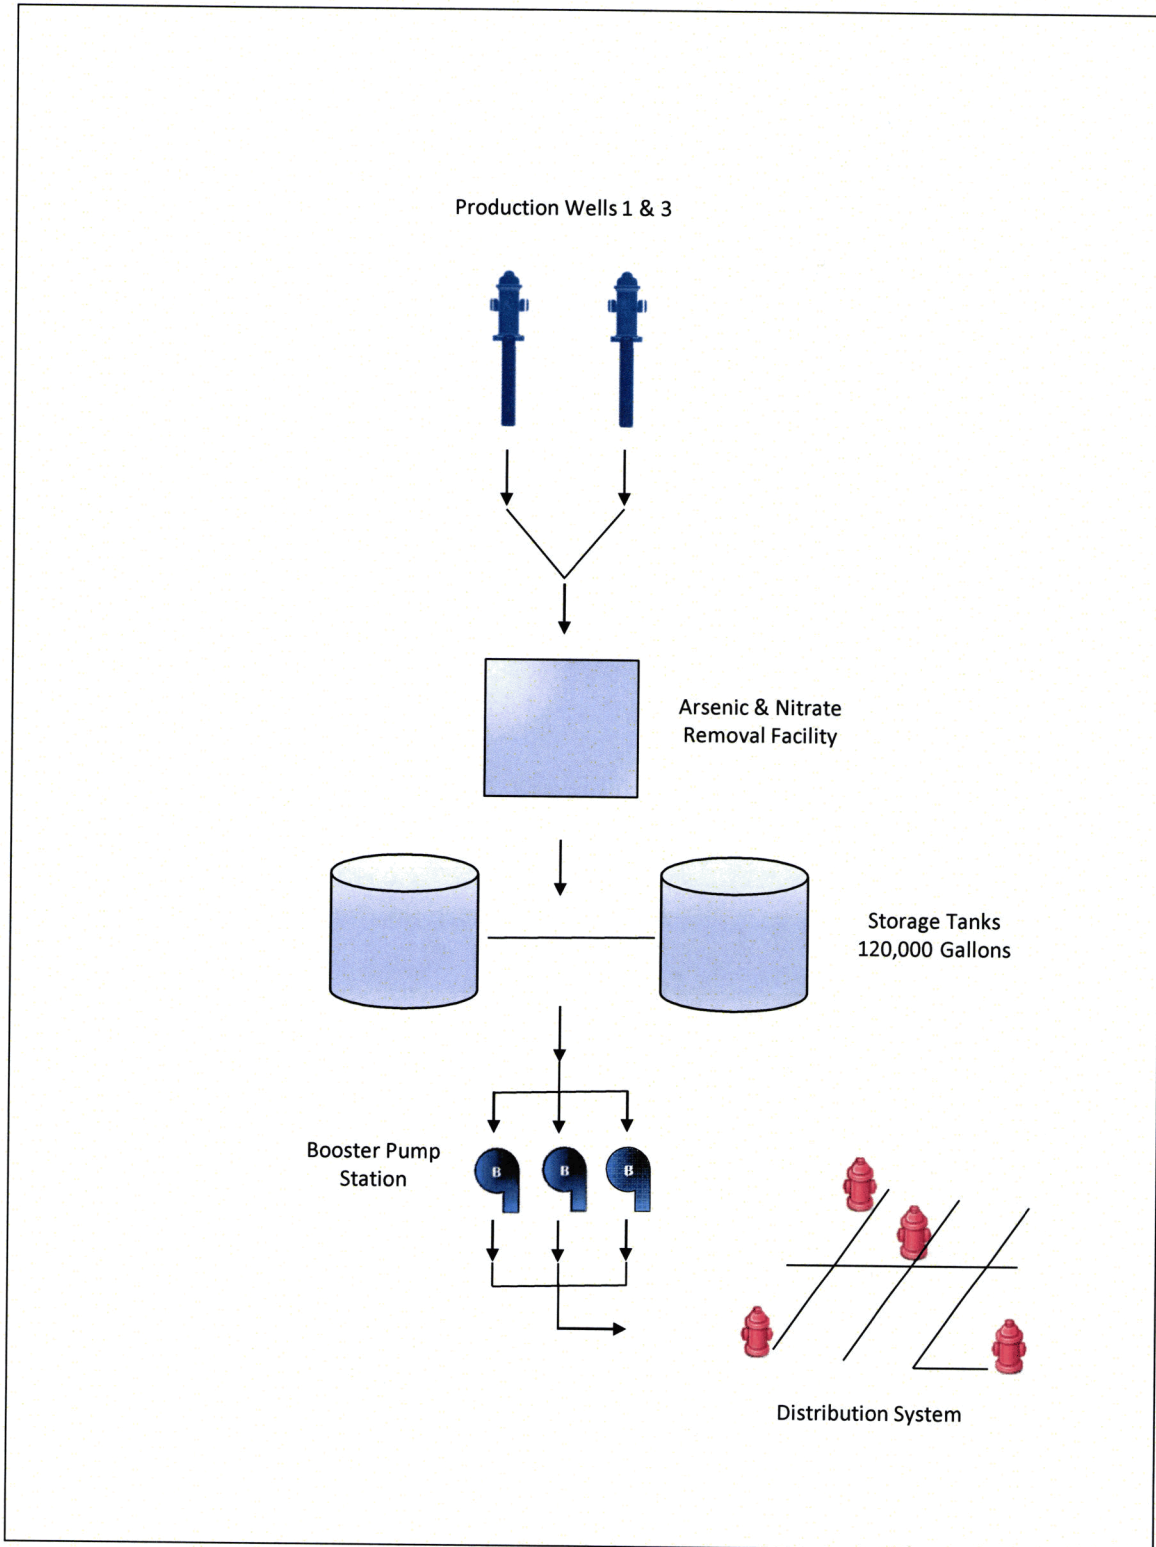 Production Wells 1 & 3
Arsenic & Nitrate
Removal Facility
Storage Tanks
120,000 Gallons
Booster Pump
Station
B B B
Distribution System